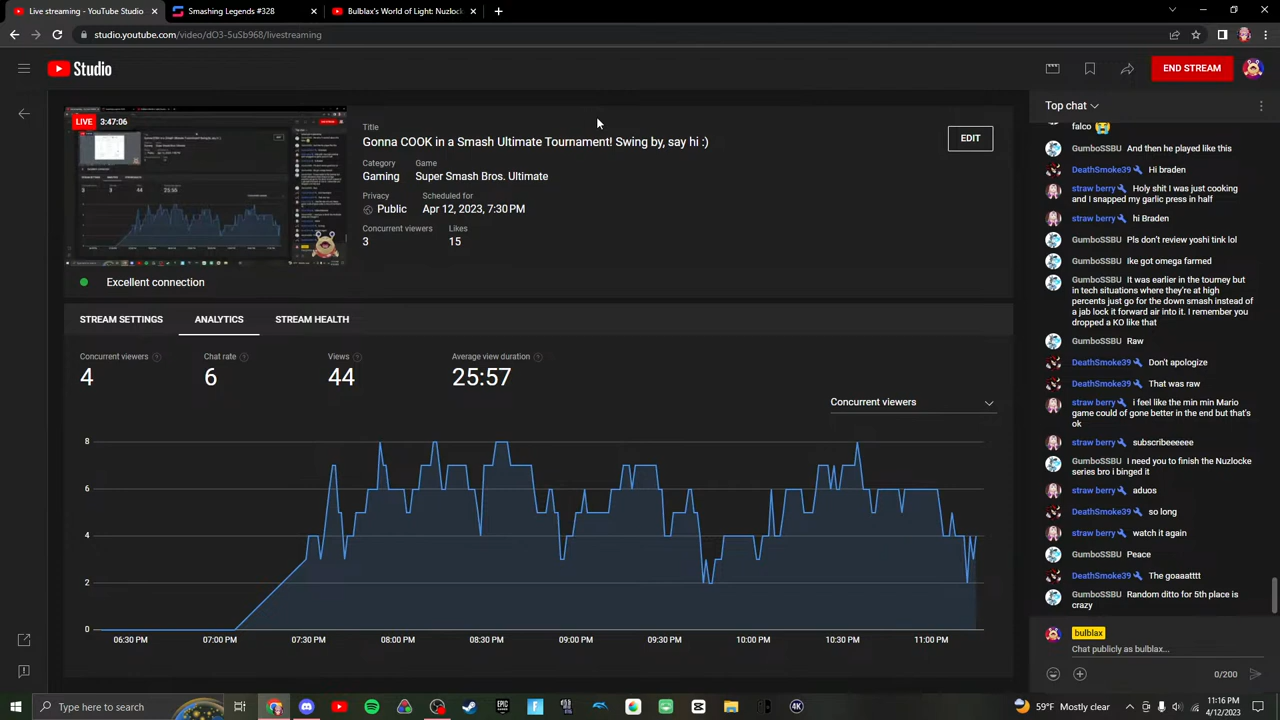 Live streaming - YouTube Studio
Smashing Legends #328
Bulblax's World of Light: Nuzlock
studio.youtube.com/video/dO3-5uSb968/livestreaming
Studio
END STREAM
LIVE 3:47:06
Title
Gonna COOK in a Smash Ultimate Tournament Swing by, say hi :)
EDIT
Category
Game
Gaming
Super Smash Bros. Ultimate
Privacy
Scheduled for
Public
Apr 12, 2023, 7:30 PM
Concurrent viewers
Likes
3
15
Excellent connection
STREAM SETTINGS
ANALYTICS
STREAM HEALTH
Concurrent viewers
Chat rate
Views
Average view duration
4
6
44
25:57
Concurrent viewers
8
6
4
2
0
06:30 PM
07:00 PM
07:30 PM
08:00 PM
08:30 PM
09:00 PM
09:30 PM
10:00 PM
10:30 PM
11:00 PM
Top chat
falco
GumboSSBU And then he played like this
DeathSmoke39 Hi braden
straw berry Holy shit I was just cooking
and I snapped my garlic press in half
straw berry hi Braden
GumboSSBU Pls don't review yoshi tink lol
GumboSSBU Ike got omega farmed
GumboSSBU It was earlier in the tourney but
in tech situations where they're at high
percents just go for the down smash instead of
a jab lock it forward air into it. I remember you
dropped a KO like that
GumboSSBU Raw
DeathSmoke39 Don't apologize
DeathSmoke39 That was raw
straw berry i feel like the min min Mario
game could of gone better in the end but that's
ok
straw berry subscribeeeeee
GumboSSBU I need you to finish the Nuzlocke
series bro i binged it
straw berry aduos
DeathSmoke39 so long
straw berry watch it again
GumboSSBU Peace
DeathSmoke39 The goaaatttt
GumboSSBU Random ditto for 5th place is
crazy
bulblax
Chat publicly as bulblax...
0/200
Type here to search
EPIC
GAMES
4K
59°F Mostly clear
11:16 PM
4/12/2023